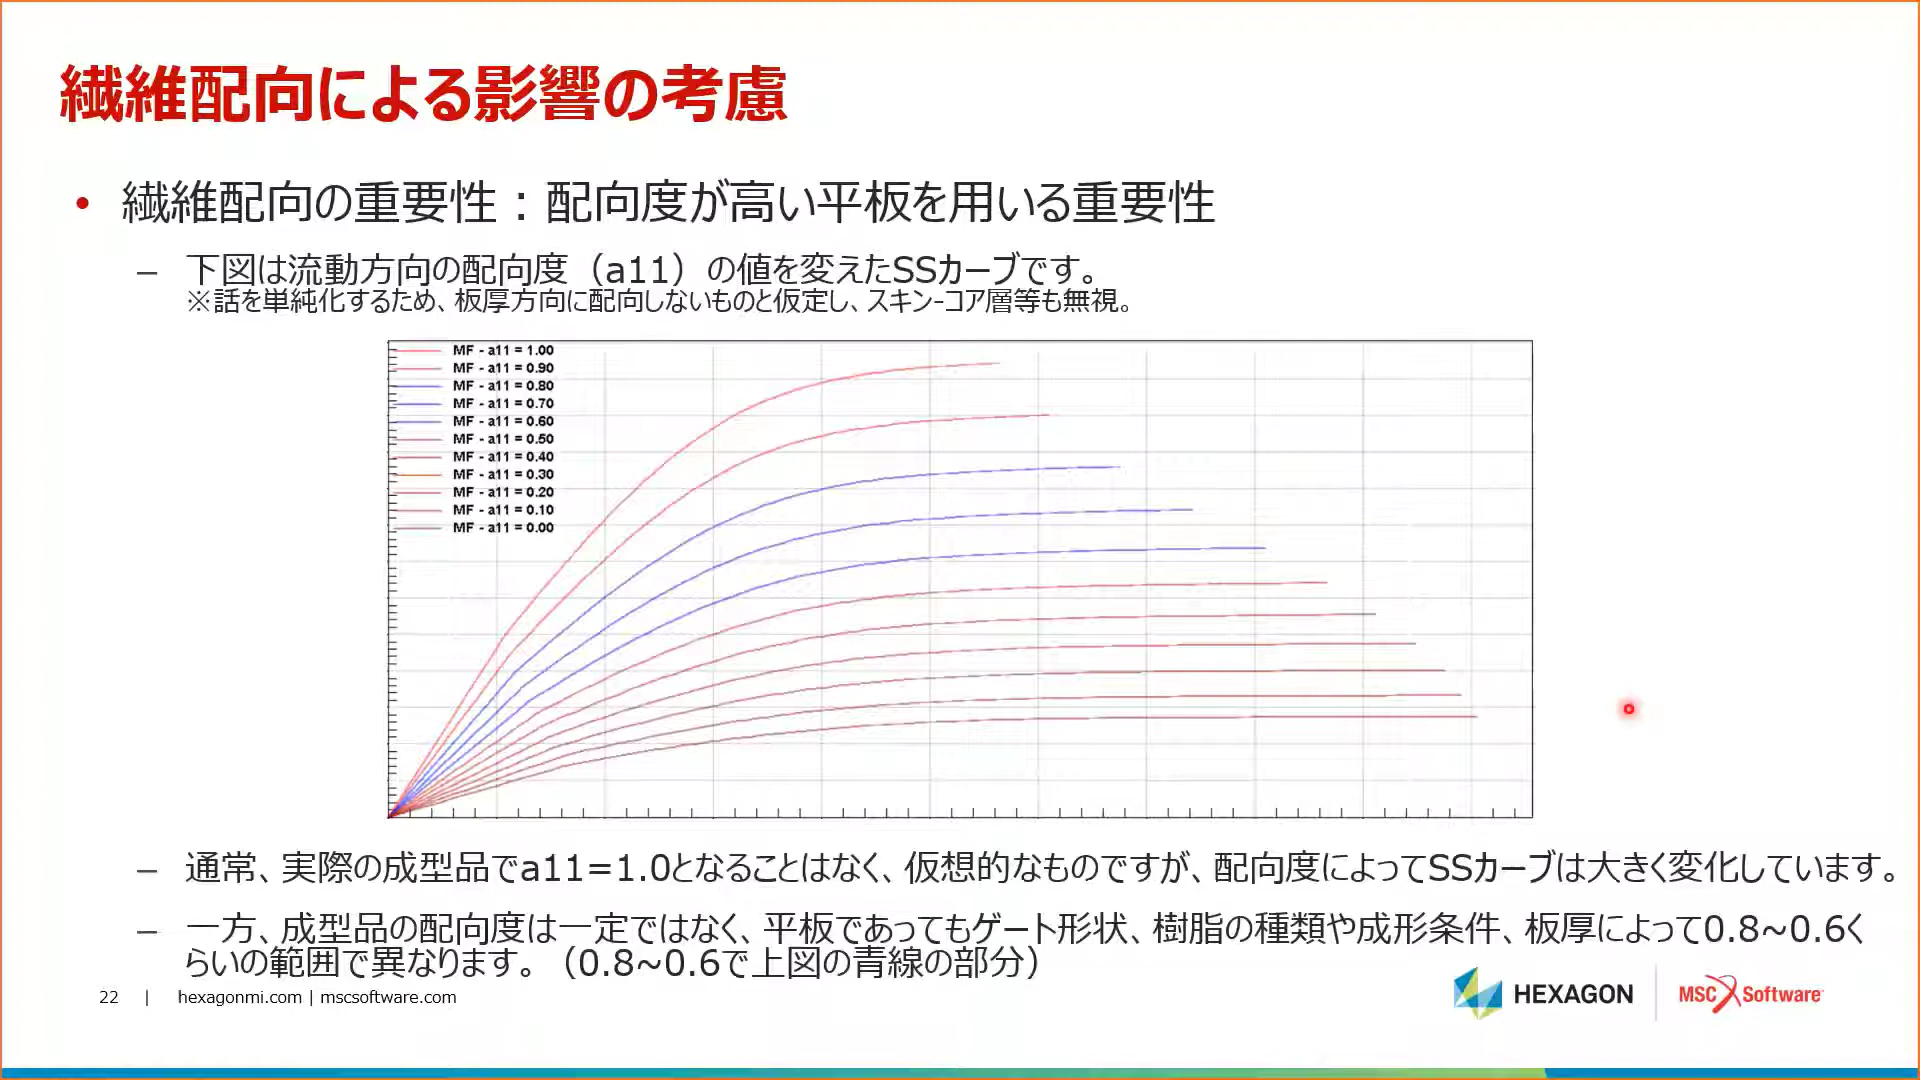 繊維配向による影響の考慮
• 繊維配向の重要性：配向度が高い平板を用いる重要性
– 下図は流動方向の配向度（a11）の値を変えたSSカーブです。
※話を単純化するため、板厚方向に配向しないものと仮定し、スキン-コア層等も無視。
MF - a11 = 1.00
MF - a11 = 0.90
MF - a11 = 0.80
MF - a11 = 0.70
MF - a11 = 0.60
MF - a11 = 0.50
MF - a11 = 0.40
MF - a11 = 0.30
MF - a11 = 0.20
MF - a11 = 0.10
MF - a11 = 0.00
– 通常、実際の成型品でa11=1.0となることはなく、仮想的なものですが、配向度によってSSカーブは大きく変化しています。
– 一方、成型品の配向度は一定ではなく、平板であってもゲート形状、樹脂の種類や成形条件、板厚によって0.8~0.6く
らいの範囲で異なります。（0.8~0.6で上図の青線の部分）
22 | hexagonmi.com | mscsoftware.com
HEXAGON
MSC Software